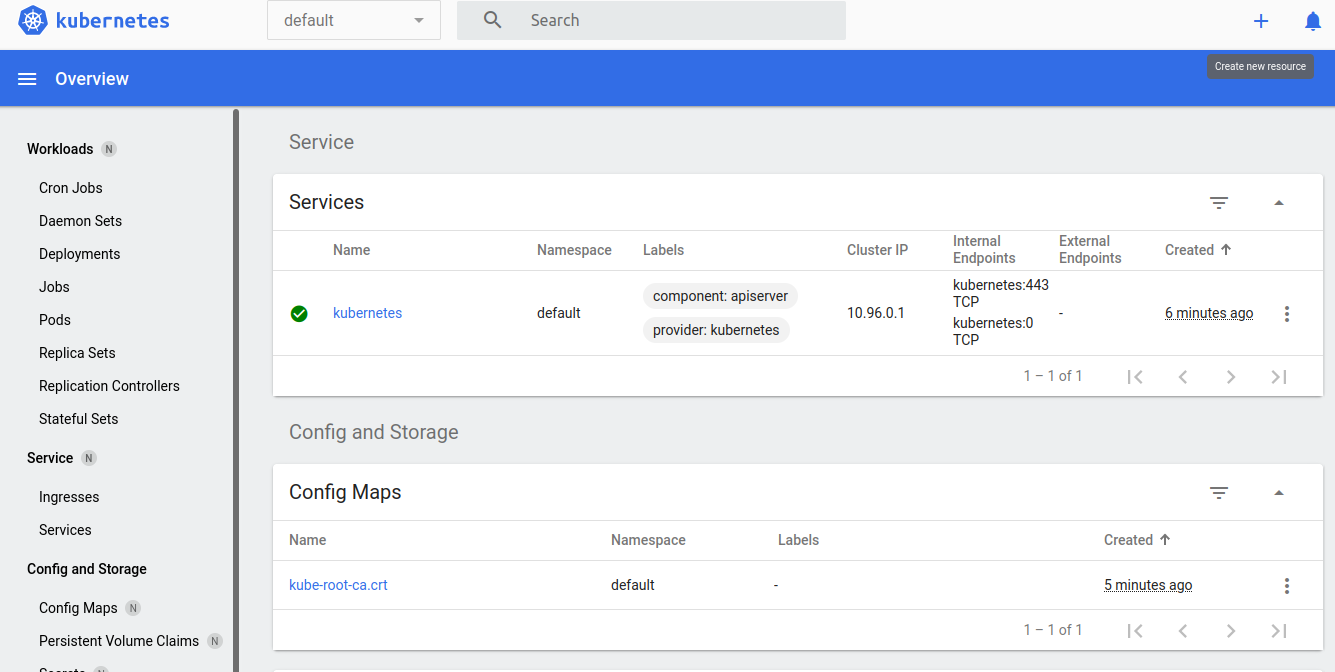 kubernetes
default
Search
Create new resource
Overview
Workloads N
Cron Jobs
Daemon Sets
Deployments
Jobs
Pods
Replica Sets
Replication Controllers
Stateful Sets
Service N
Ingresses
Services
Config and Storage
Config Maps N
Persistent Volume Claims N
Secrets N
Service
Services
Name Namespace Labels Cluster IP Internal Endpoints External Endpoints Created
kubernetes default component: apiserver 10.96.0.1 kubernetes:443 TCP - 6 minutes ago
provider: kubernetes kubernetes:0 TCP
1 – 1 of 1
Config and Storage
Config Maps
Name Namespace Labels Created
kube-root-ca.crt default - 5 minutes ago
1 – 1 of 1